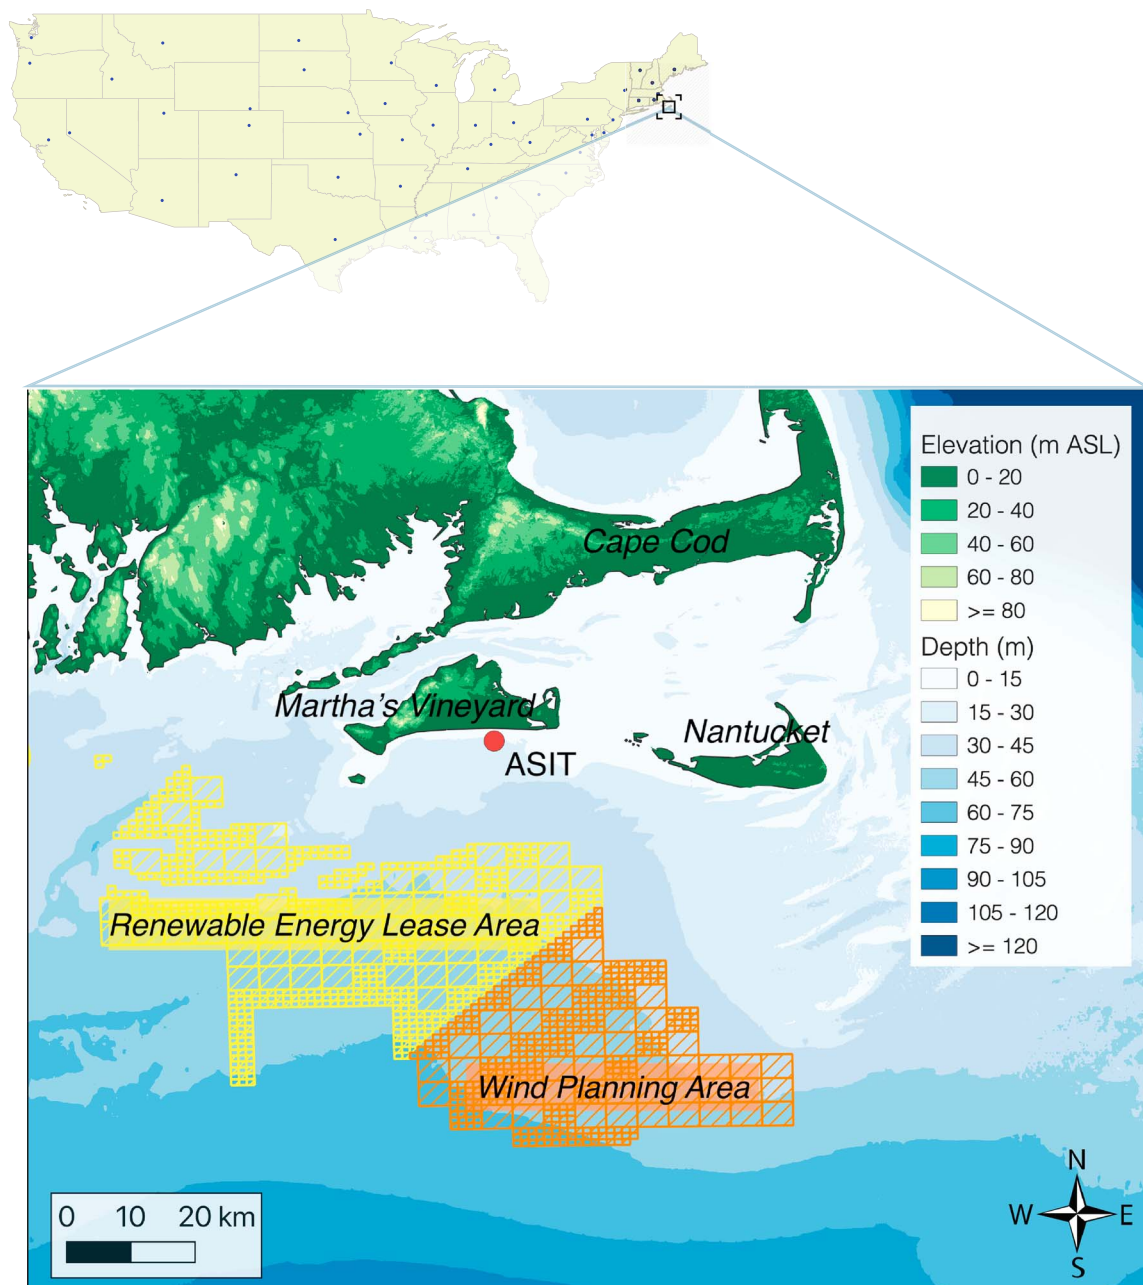 Elevation (m ASL)
0 - 20
20 - 40
40 - 60
60 - 80
>= 80
Depth (m)
0 - 15
15 - 30
30 - 45
45 - 60
60 - 75
75 - 90
90 - 105
105 - 120
>= 120
Cape Cod
Martha's Vineyard
Nantucket
ASIT
Renewable Energy Lease Area
Wind Planning Area
0 10 20 km
N
W E
S